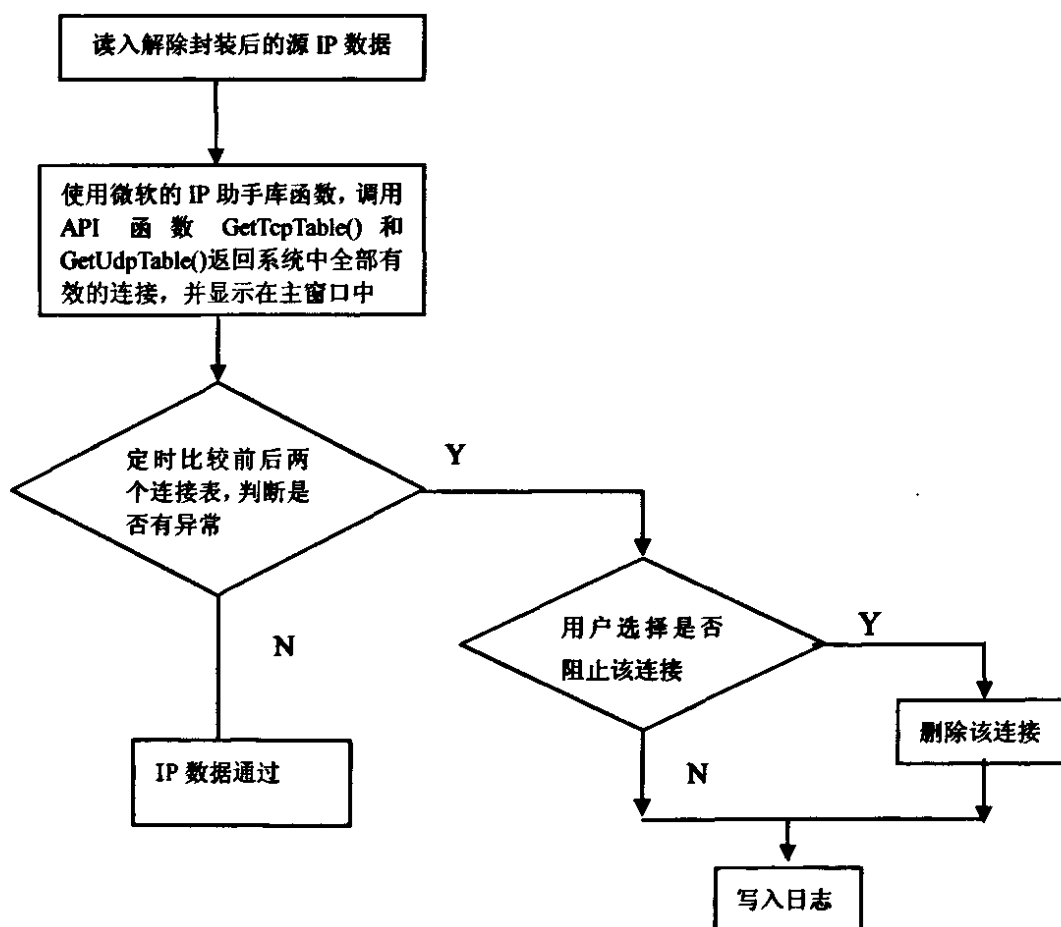 读入解除封装后的源 IP 数据
使用微软的 IP 助手库函数，调用
API 函数 GetTcpTable() 和
GetUdpTable()返回系统中全部有
效的连接，并显示在主窗口中
定时比较前后两
个连接表，判断是
否有异常
Y
N
用户选择是否
阻止该连接
Y
N
删除该连接
IP 数据通过
写入日志